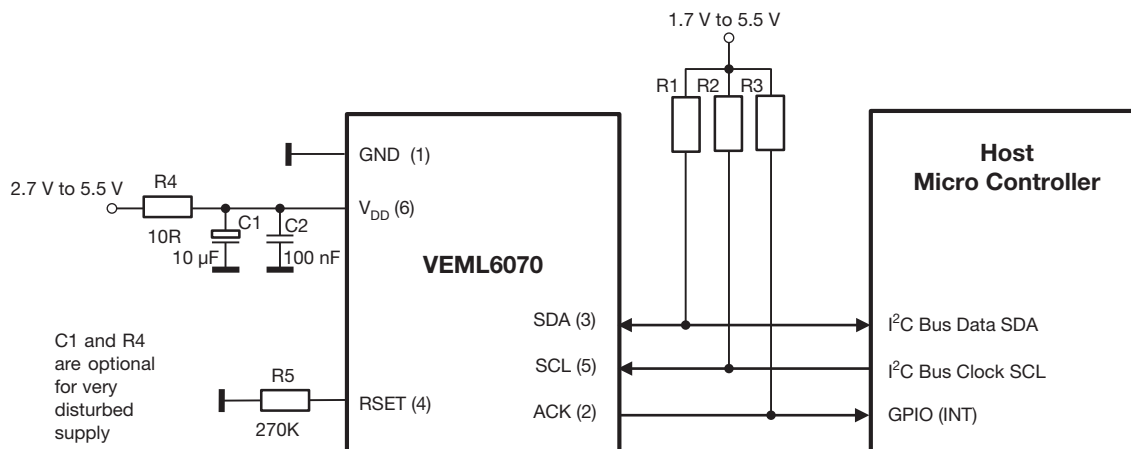 1.7 V to 5.5 V
R1 R2 R3
GND (1)
2.7 V to 5.5 V
R4
10R
C1
10 µF
C2
100 nF
V_DD (6)
VEML6070
Host
Micro Controller
SDA (3)
I²C Bus Data SDA
SCL (5)
I²C Bus Clock SCL
ACK (2)
GPIO (INT)
C1 and R4
are optional
for very
disturbed
supply
R5
270K
RSET (4)